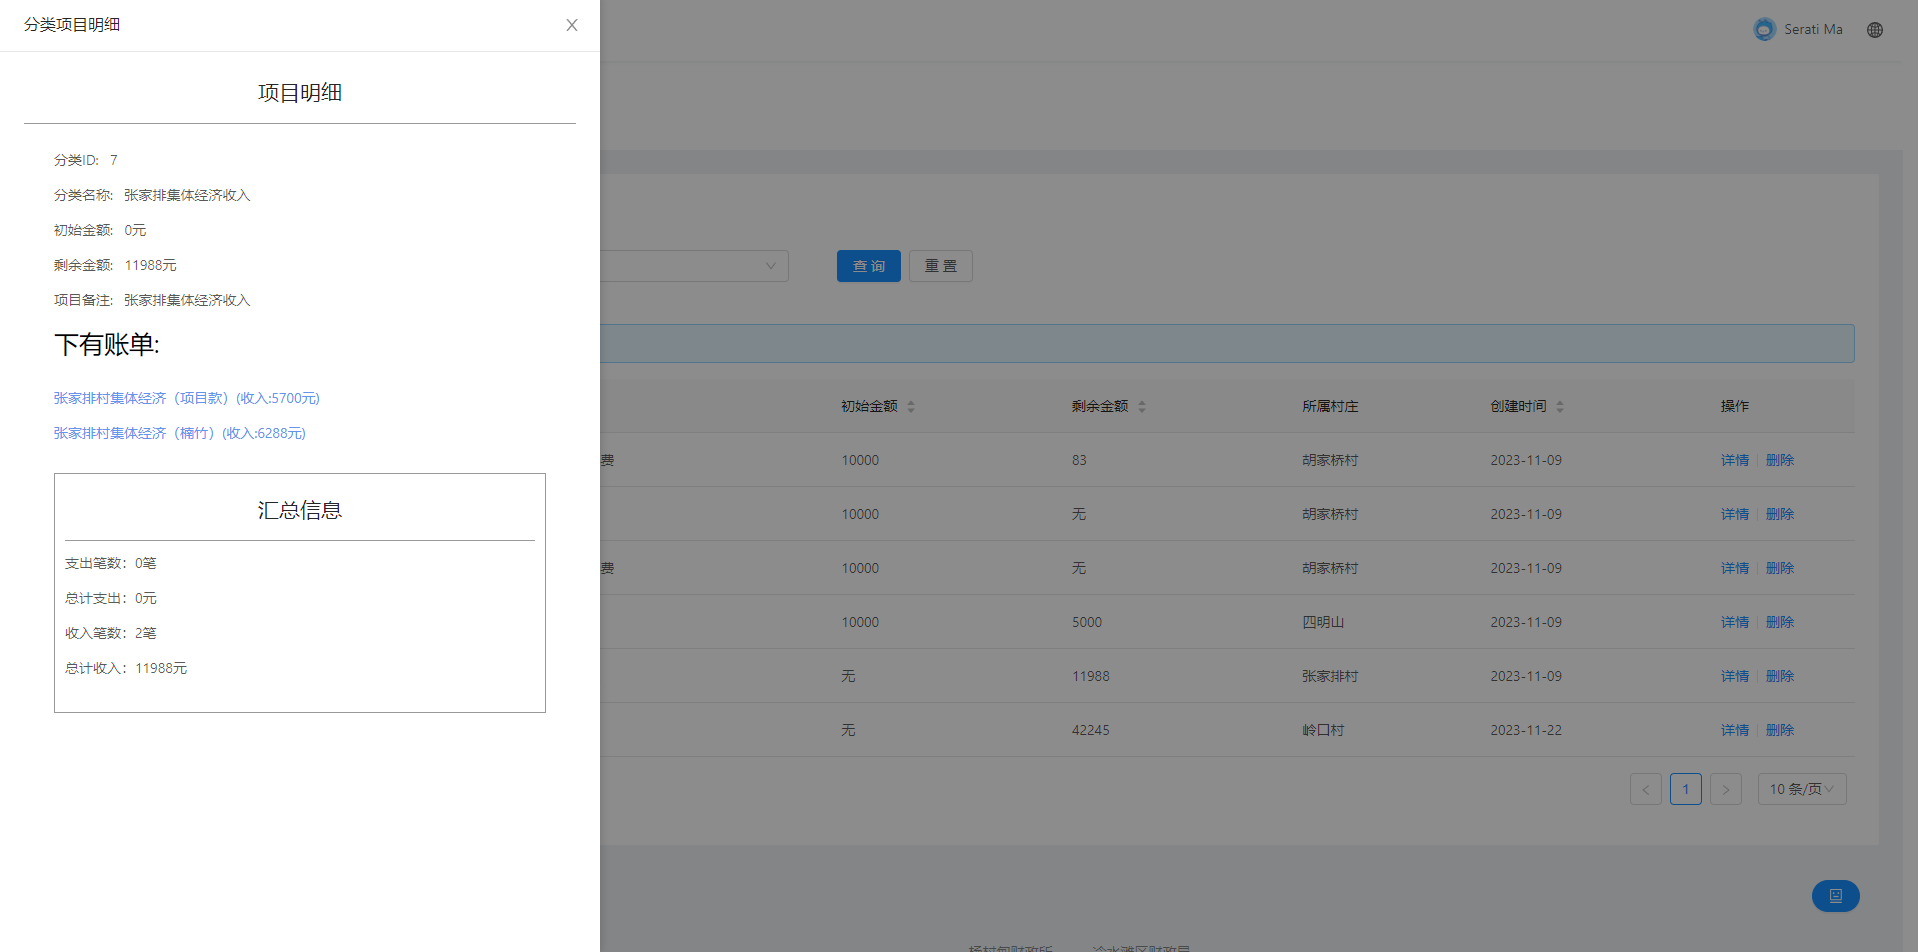 分类项目明细
项目明细
分类ID: 7
分类名称: 张家排集体经济收入
初始金额: 0元
剩余金额: 11988元
项目备注: 张家排集体经济收入
下有账单:
张家排村集体经济（项目款）(收入:5700元)
张家排村集体经济（楠竹）(收入:6288元)
汇总信息
支出笔数：0笔
总计支出：0元
收入笔数：2笔
总计收入：11988元
Serati Ma
查 询 重 置
初始金额 剩余金额 所属村庄 创建时间 操作
费 10000 83 胡家桥村 2023-11-09 详情 删除
10000 无 胡家桥村 2023-11-09 详情 删除
费 10000 无 胡家桥村 2023-11-09 详情 删除
10000 5000 四明山 2023-11-09 详情 删除
无 11988 张家排村 2023-11-09 详情 删除
无 42245 岭口村 2023-11-22 详情 删除
< 1 > 10 条/页